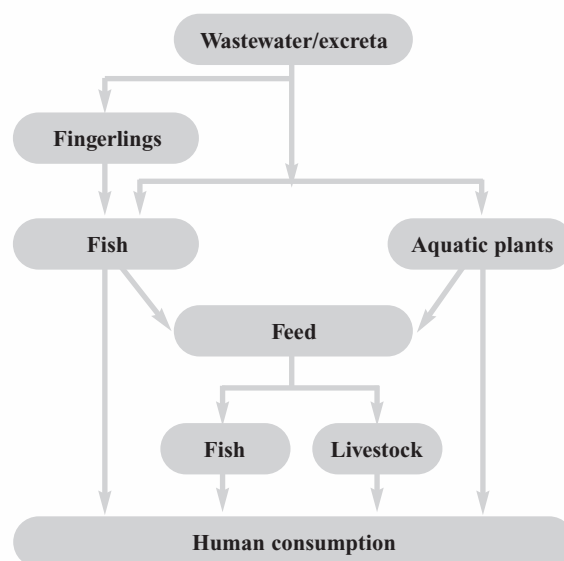 Wastewater/excreta
Fingerlings
Fish
Aquatic plants
Feed
Fish
Livestock
Human consumption